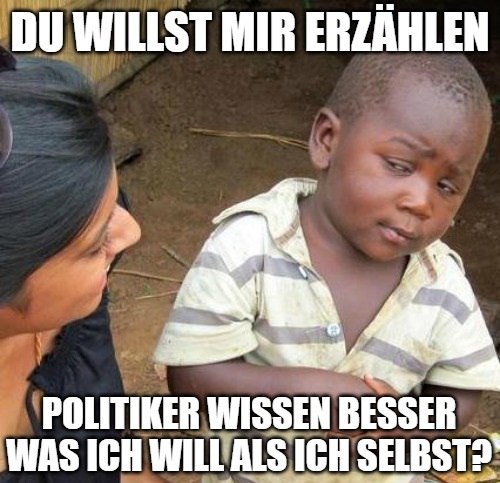 DU WILLST MIR ERZÄHLEN
POLITIKER WISSEN BESSER
WAS ICH WILL ALS ICH SELBST?